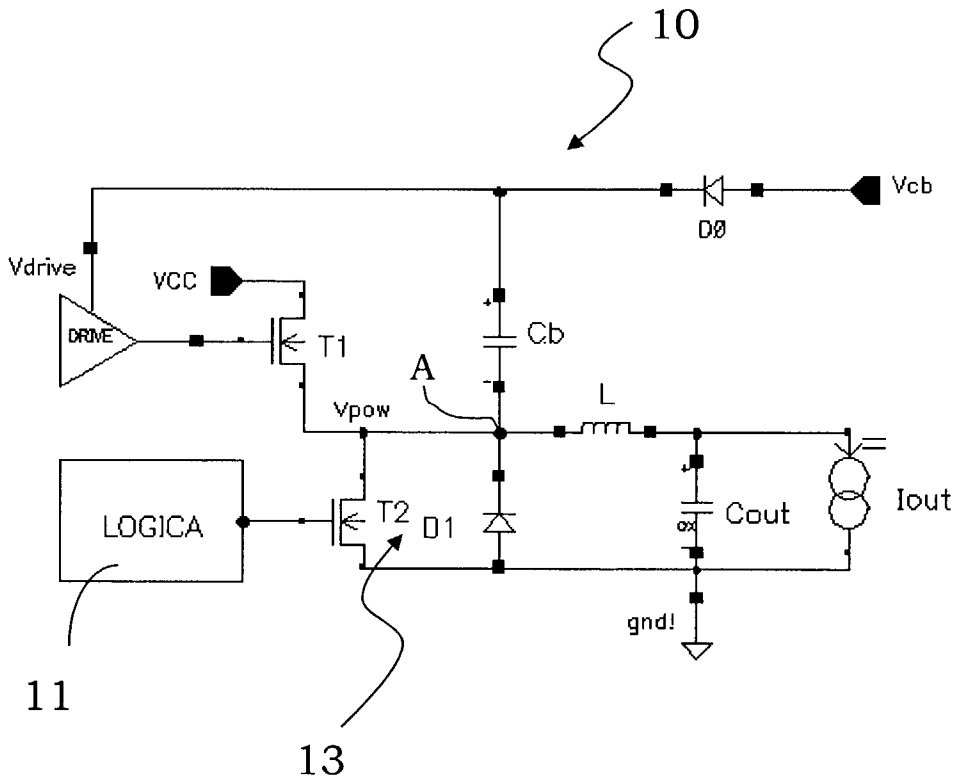 10
Vcb
D0
Vdrive
VCC
DRIVE
T1
Cb
A
Vpow
L
LOGICA
T2
D1
Cout
Iout
gnd!
11
13